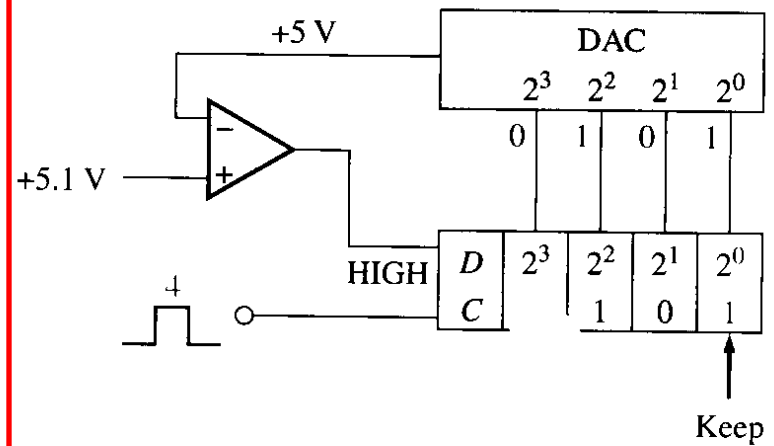 +5 V
DAC
2³ 2² 2¹ 2⁰
0 1 0 1
−
+5.1 V +
HIGH D 2³ 2² 2¹ 2⁰
4
C 1 0 1
Keep